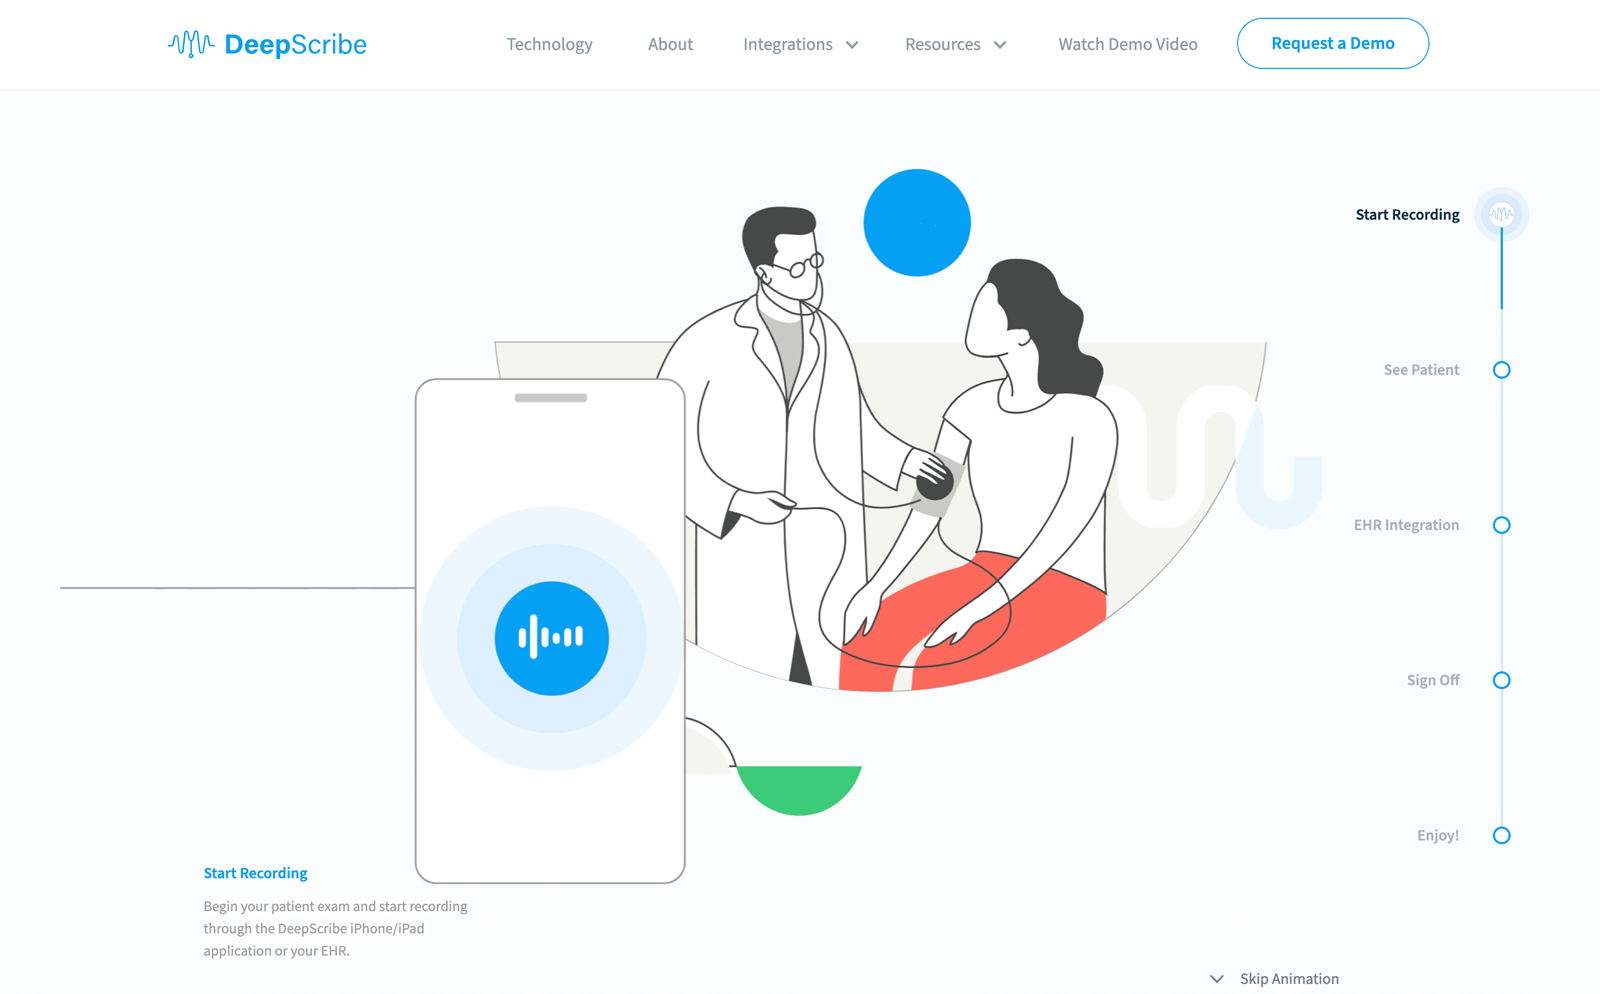 DeepScribe
Technology
About
Integrations
Resources
Watch Demo Video
Request a Demo
Start Recording
See Patient
EHR Integration
Sign Off
Enjoy!
Start Recording
Begin your patient exam and start recording
through the DeepScribe iPhone/iPad
application or your EHR.
Skip Animation